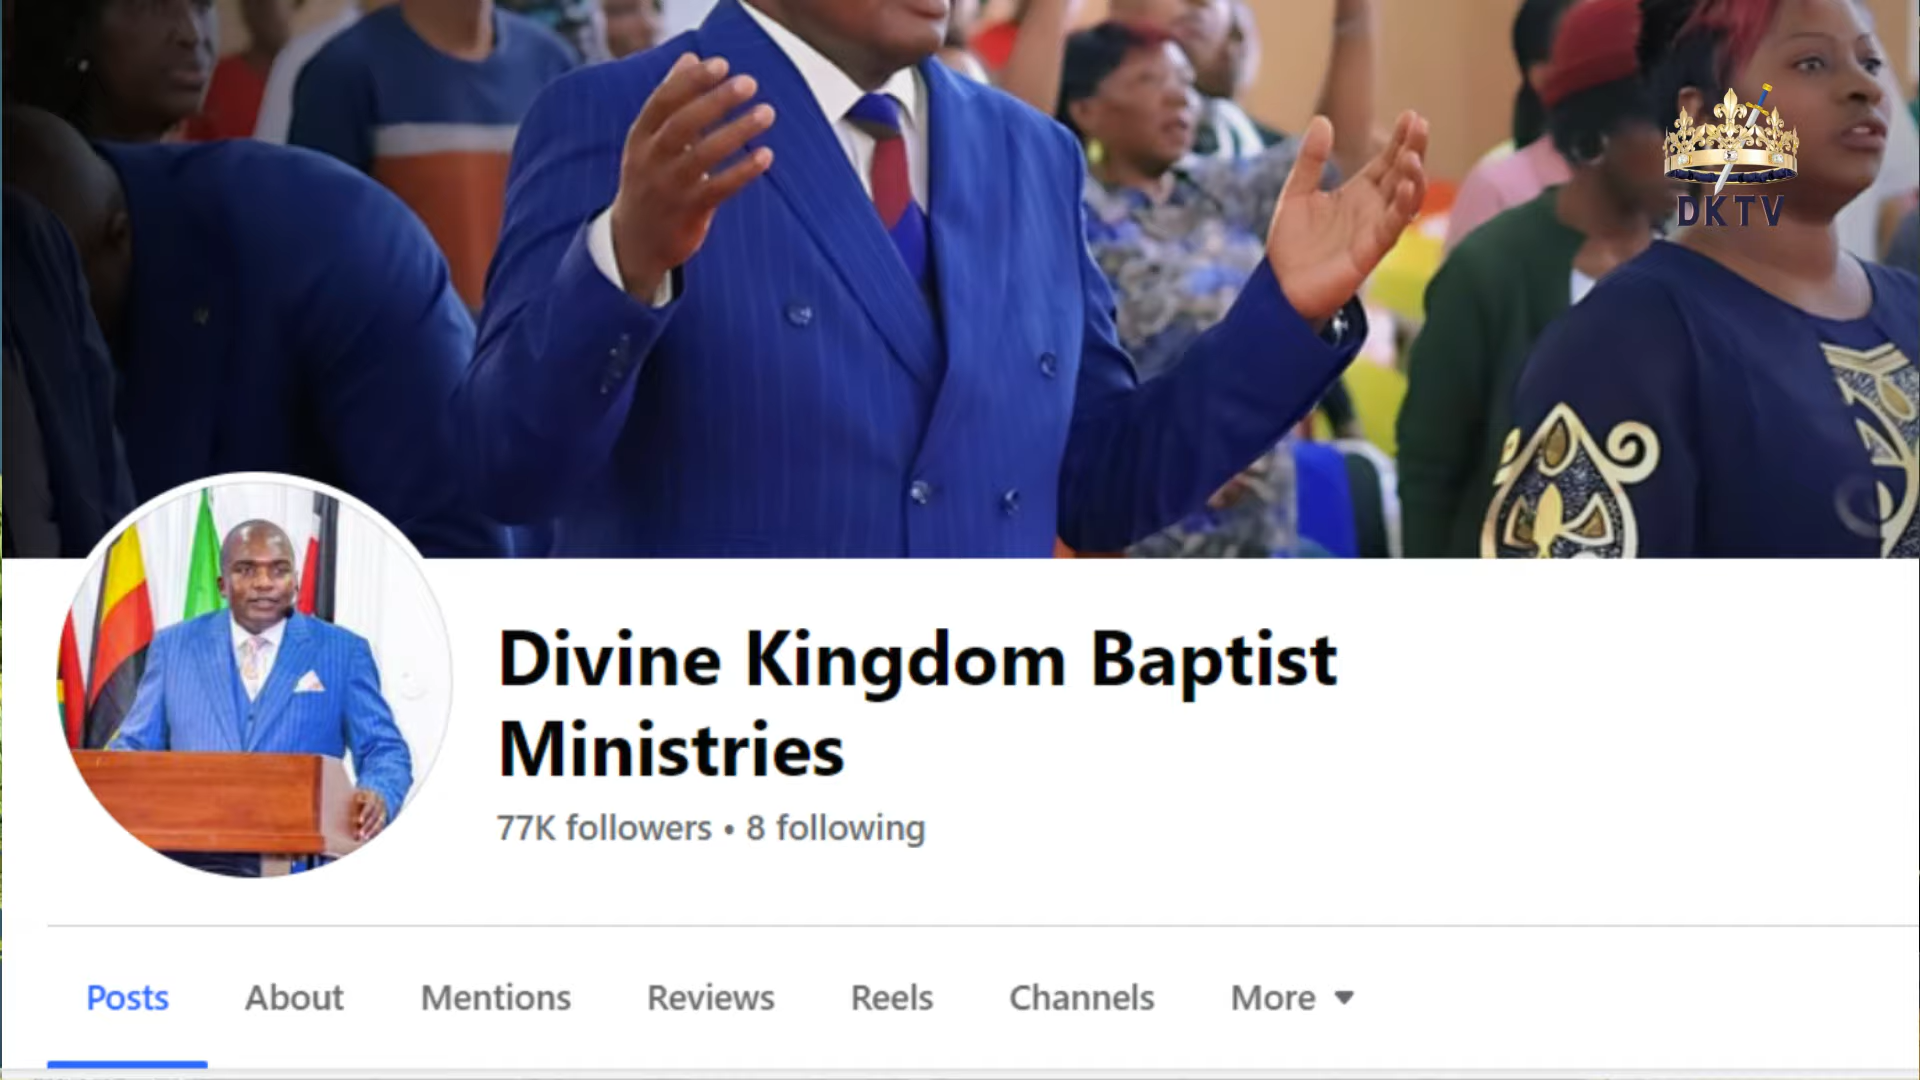 DKTV
Divine Kingdom Baptist
Ministries
77K followers • 8 following
Posts About Mentions Reviews Reels Channels More